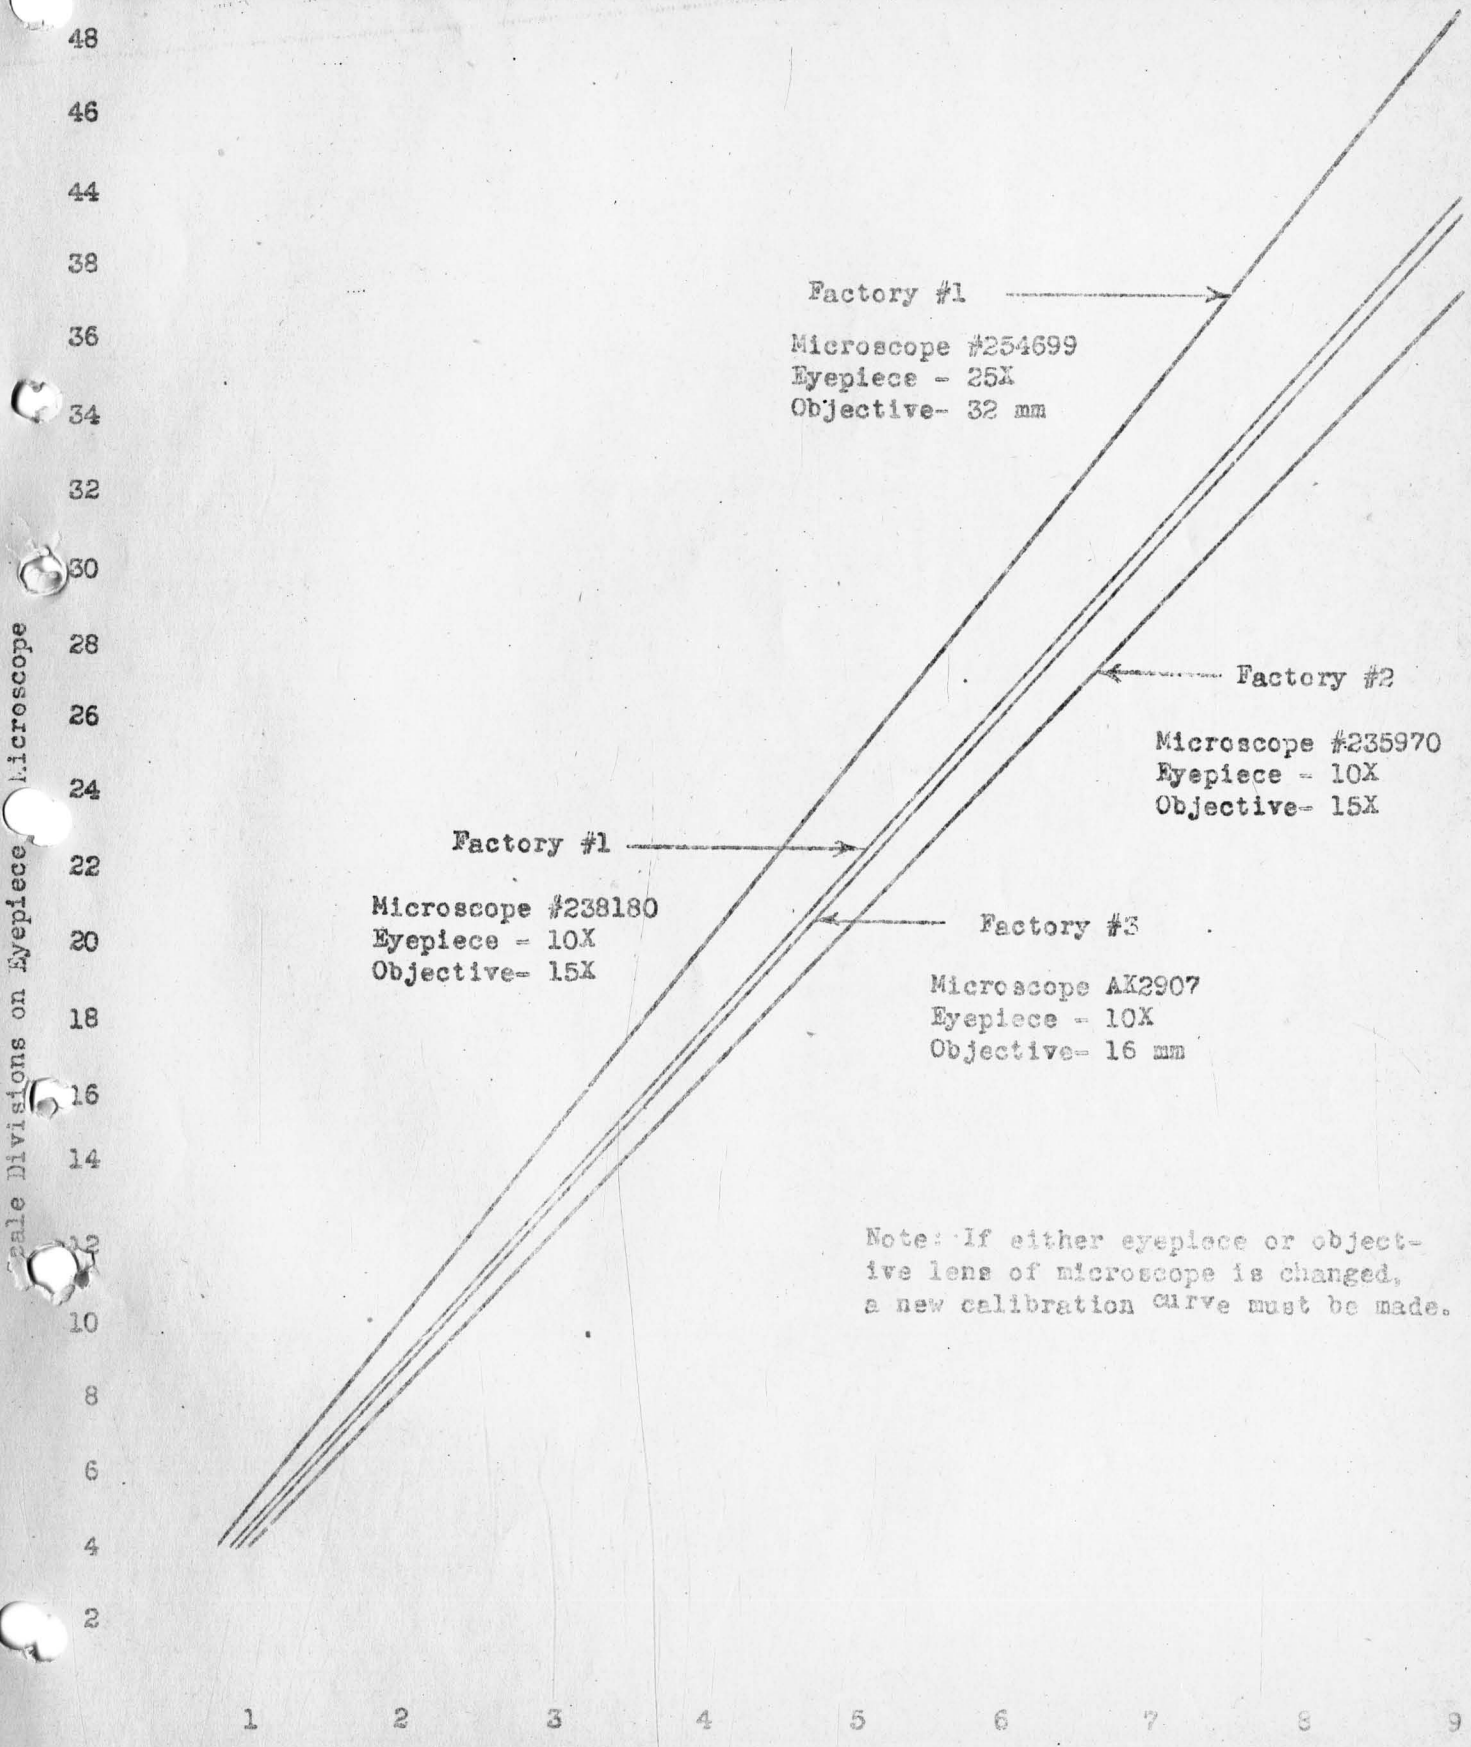 48
46
44
38
Factory #1
36
Microscope #254699
Eyepiece - 25X
Objective- 32 mm
34
32
30
28
Factory #2
26
Microscope #235970
Eyepiece - 10X
Objective- 15X
24
Factory #1
22
Microscope #238180
Eyepiece - 10X
Objective- 15X
20
Factory #3
Microscope AK2907
Eyepiece - 10X
Objective- 16 mm
18
16
14
12
Note: If either eyepiece or object-
ive lens of microscope is changed,
a new calibration curve must be made.
10
8
6
4
2
Divisions on Eyepiece Microscope
1 2 3 4 5 6 7 8 9